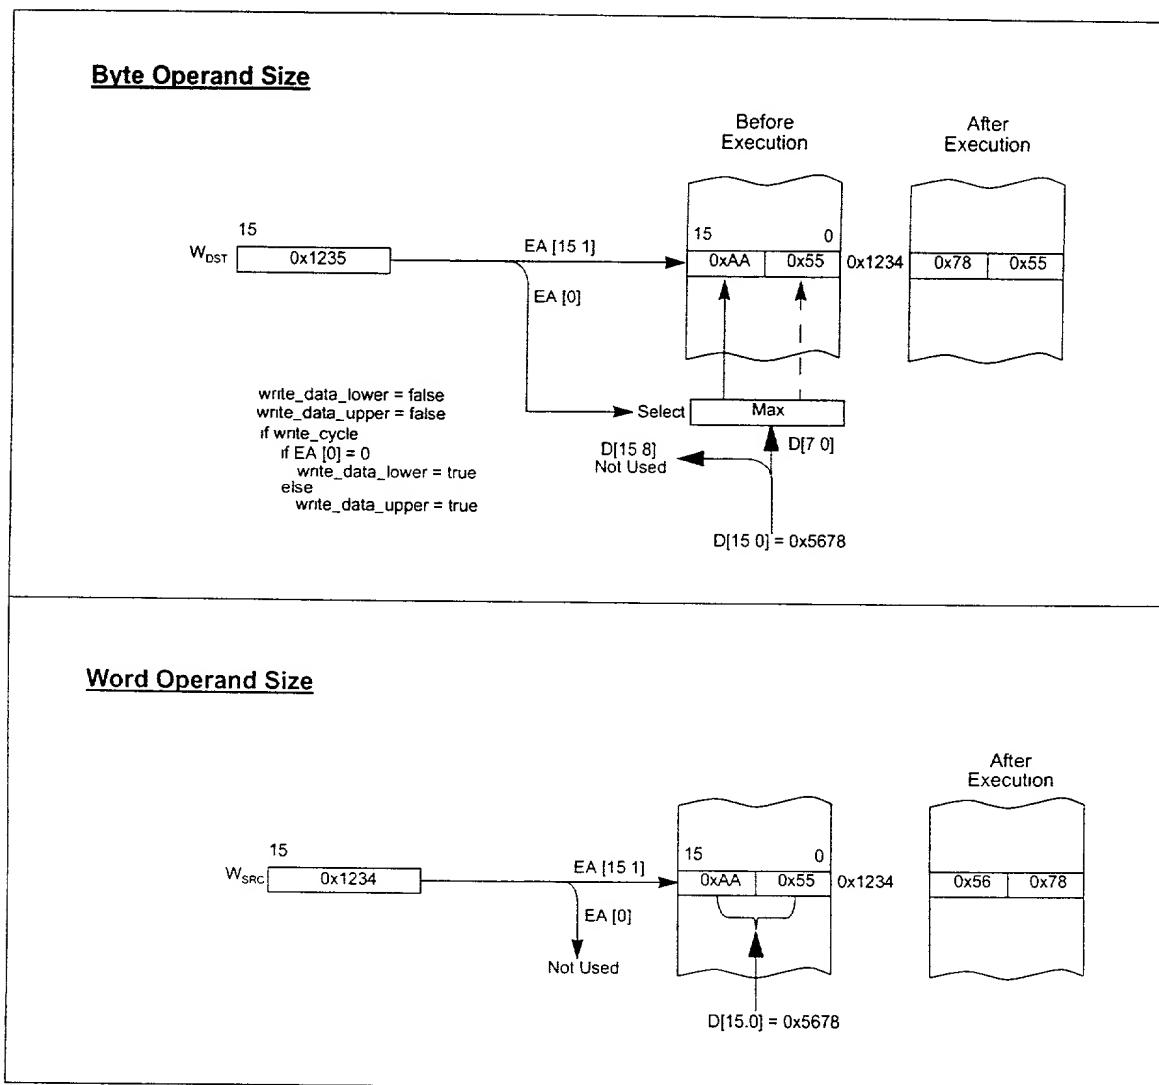 Byte Operand Size
Before
Execution
After
Execution
15
15 0
W_DST 0x1235
EA [15 1]
0xAA 0x55 0x1234 0x78 0x55
EA [0]
write_data_lower = false
write_data_upper = false
if write_cycle
if EA [0] = 0
write_data_lower = true
else
write_data_upper = true
Select Max
D[15 8]
Not Used
D[7 0]
D[15 0] = 0x5678
Word Operand Size
After
Execution
15
15 0
W_SRC 0x1234
EA [15 1]
0xAA 0x55 0x1234 0x56 0x78
EA [0]
Not Used
D[15.0] = 0x5678